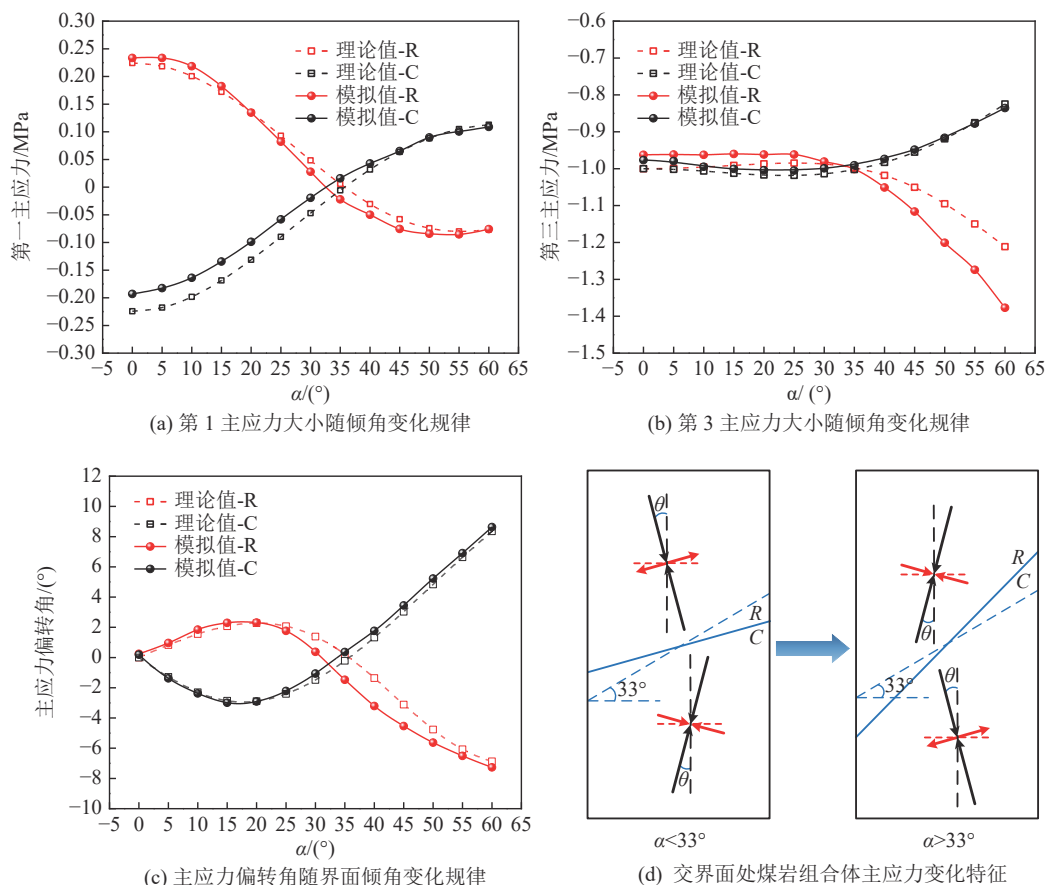 0.30
0.25
0.20
0.15
0.10
0.05
0
−0.05
−0.10
−0.15
−0.20
−0.25
−0.30
第一主应力/MPa
理论值-R
理论值-C
模拟值-R
模拟值-C
−5 0 5 10 15 20 25 30 35 40 45 50 55 60 65
α/(°)
(a) 第 1 主应力大小随倾角变化规律
−0.6
−0.7
−0.8
−0.9
−1.0
−1.1
−1.2
−1.3
−1.4
−1.5
第三主应力/MPa
理论值-R
理论值-C
模拟值-R
模拟值-C
−5 0 5 10 15 20 25 30 35 40 45 50 55 60 65
α/ (°)
(b) 第 3 主应力大小随倾角变化规律
12
10
8
6
4
2
0
−2
−4
−6
−8
−10
主应力偏转角/(°)
理论值-R
理论值-C
模拟值-R
模拟值-C
−5 0 5 10 15 20 25 30 35 40 45 50 55 60 65
α/(°)
(c) 主应力偏转角随界面倾角变化规律
θ
R
C
33°
θ
θ
α<33°
R
C
θ
33°
θ
α>33°
(d) 交界面处煤岩组合体主应力变化特征